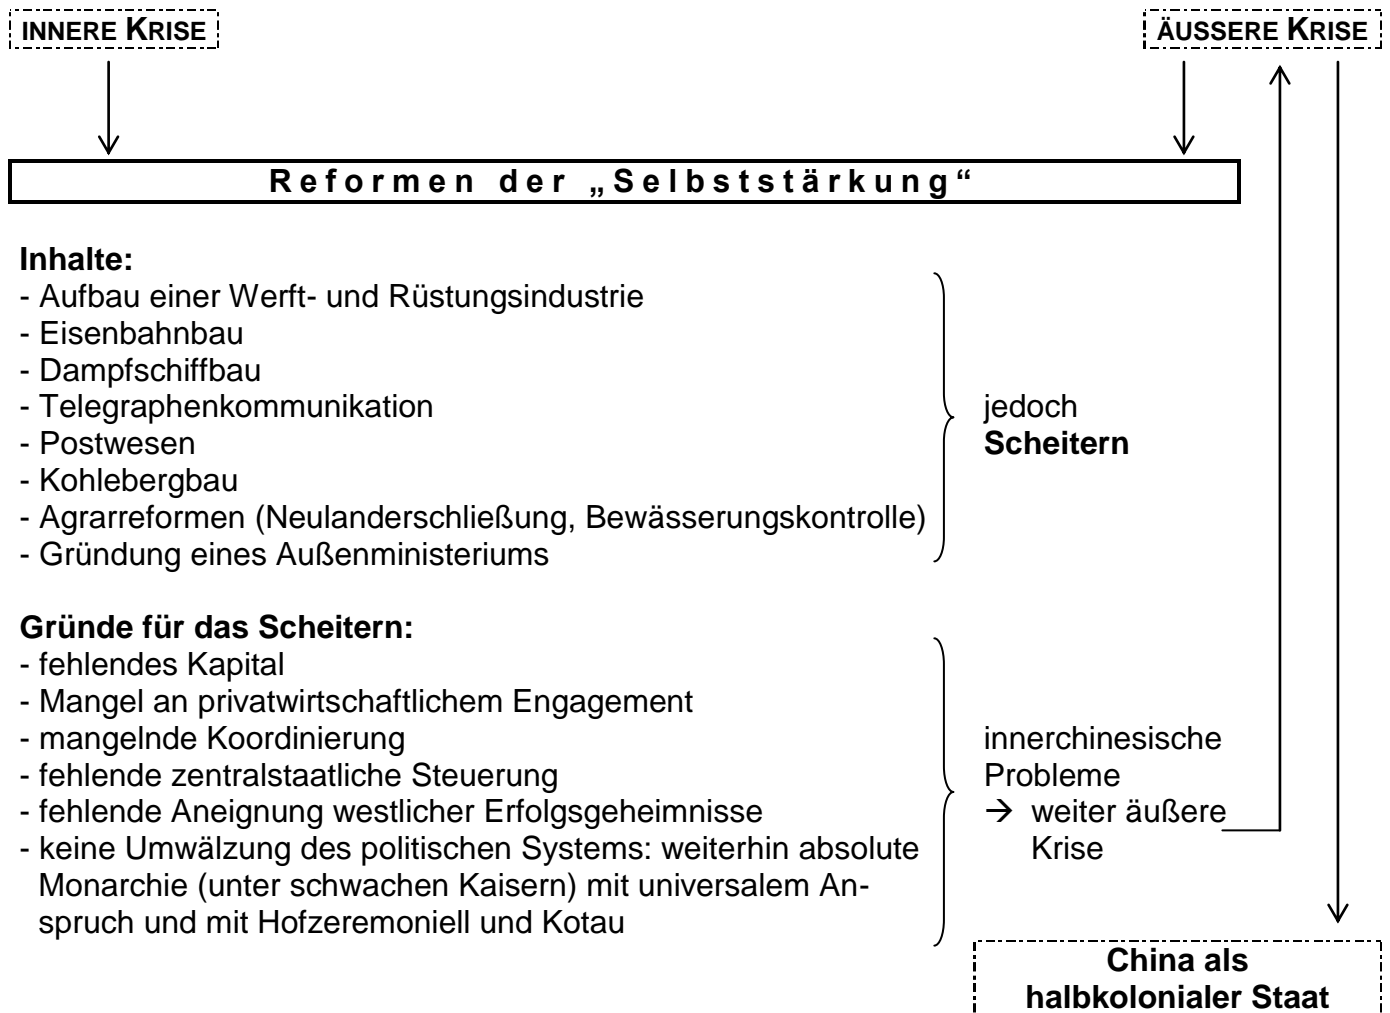 INNERE KRISE
ÄUSSERE KRISE
Reformen der „Selbststärkung“
Inhalte:
- Aufbau einer Werft- und Rüstungsindustrie
- Eisenbahnbau
- Dampfschiffbau
- Telegraphenkommunikation
- Postwesen
- Kohlebergbau
- Agrarreformen (Neulanderschließung, Bewässerungskontrolle)
- Gründung eines Außenministeriums
jedoch
Scheitern
Gründe für das Scheitern:
- fehlendes Kapital
- Mangel an privatwirtschaftlichem Engagement
- mangelnde Koordinierung
- fehlende zentralstaatliche Steuerung
- fehlende Aneignung westlicher Erfolgsgeheimnisse
- keine Umwälzung des politischen Systems: weiterhin absolute
Monarchie (unter schwachen Kaisern) mit universalem An-
spruch und mit Hofzeremoniell und Kotau
innerchinesische
Probleme
→ weiter äußere
Krise
China als
halbkolonialer Staat